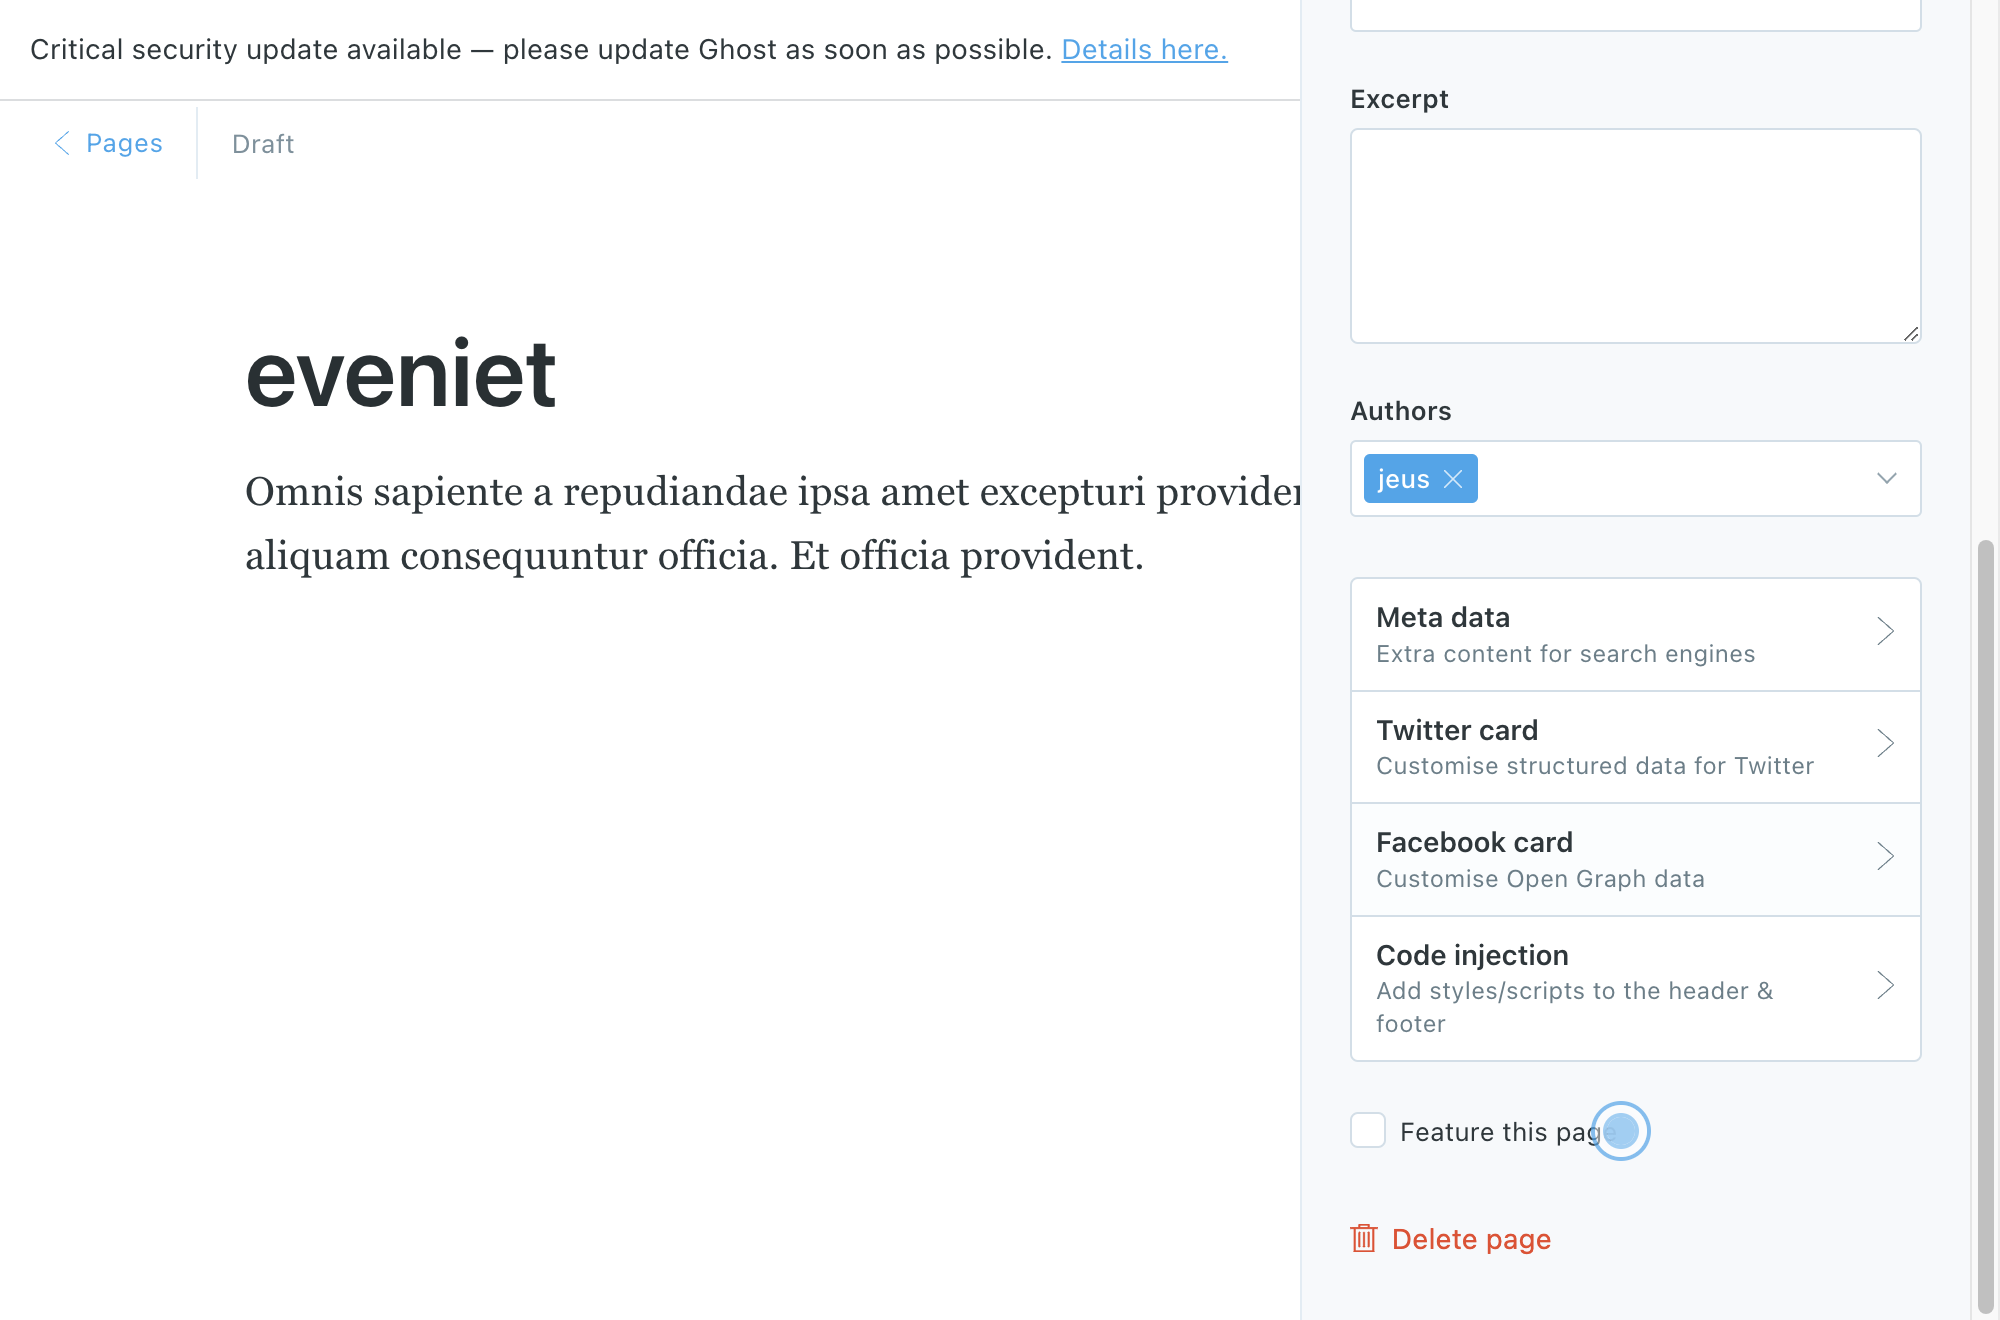 Critical security update available — please update Ghost as soon as possible. Details here.
Pages
Draft
eveniet
Omnis sapiente a repudiandae ipsa amet excepturi
aliquam consequuntur officia. Et officia provident.
Excerpt
Authors
jeus
Meta data
Extra content for search engines
Twitter card
Customise structured data for Twitter
Facebook card
Customise Open Graph data
Code injection
Add styles/scripts to the header &
footer
Feature this page
Delete page